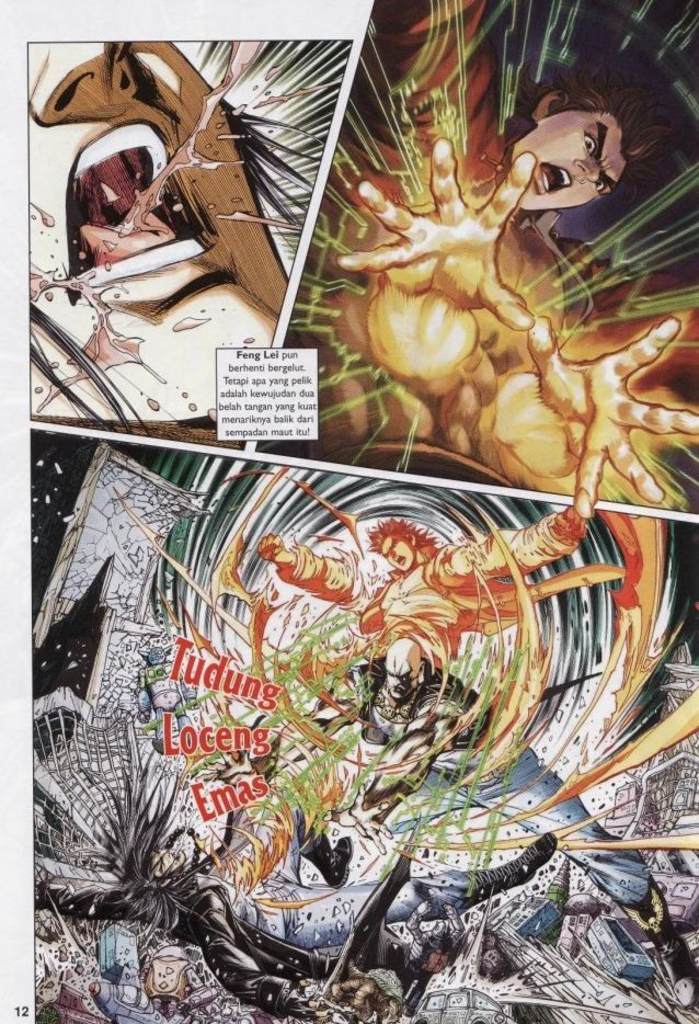 Feng Lei pun
berhenti bergelut.
Tetapi apa yang pelik
adalah kewujudan dua
belah tangan yang kuat
menariknya balik dari
sempadan maut itu!
Tudung
Loceng
Emas
12